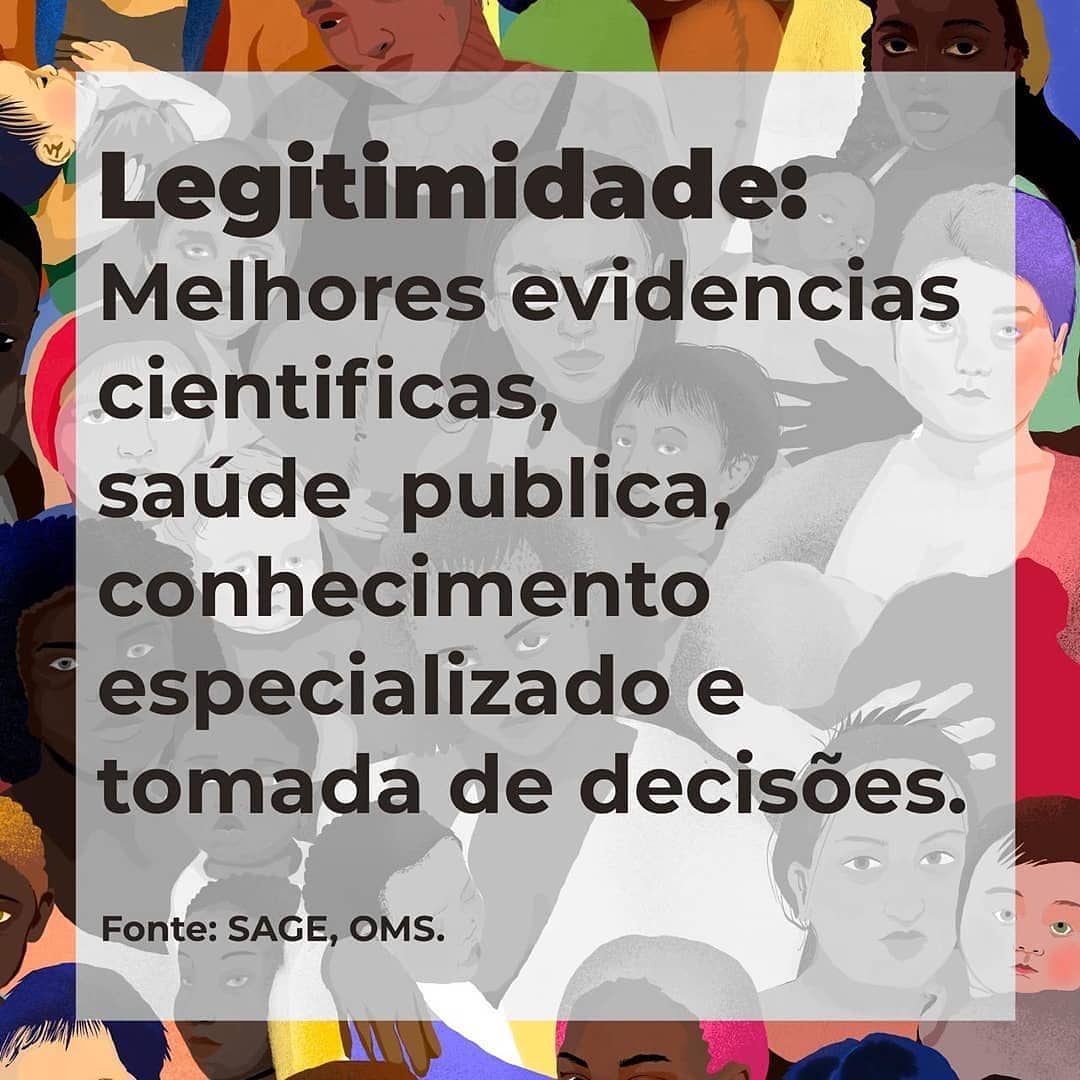 Legitimidade:
Melhores evidencias
cientificas,
saúde  publica,
conhecimento
especializado e
tomada de decisões.
Fonte: SAGE, OMS.